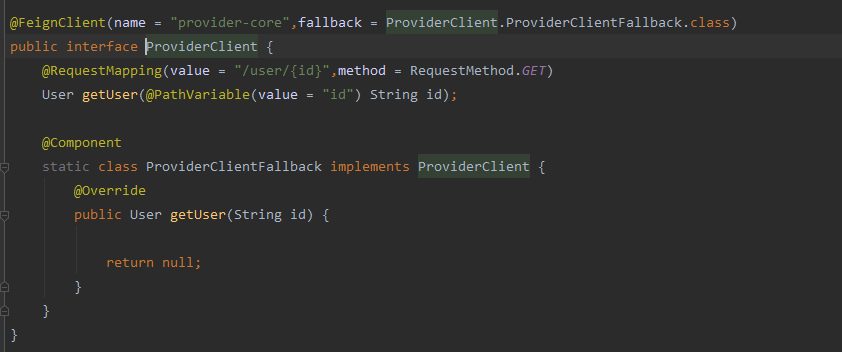 @FeignClient(name = "provider-core",fallback = ProviderClient.ProviderClientFallback.class)
public interface ProviderClient {
@RequestMapping(value = "/user/{id}",method = RequestMethod.GET)
User getUser(@PathVariable(value = "id") String id);
@Component
static class ProviderClientFallback implements ProviderClient {
@Override
public User getUser(String id) {
return null;
}
}
}